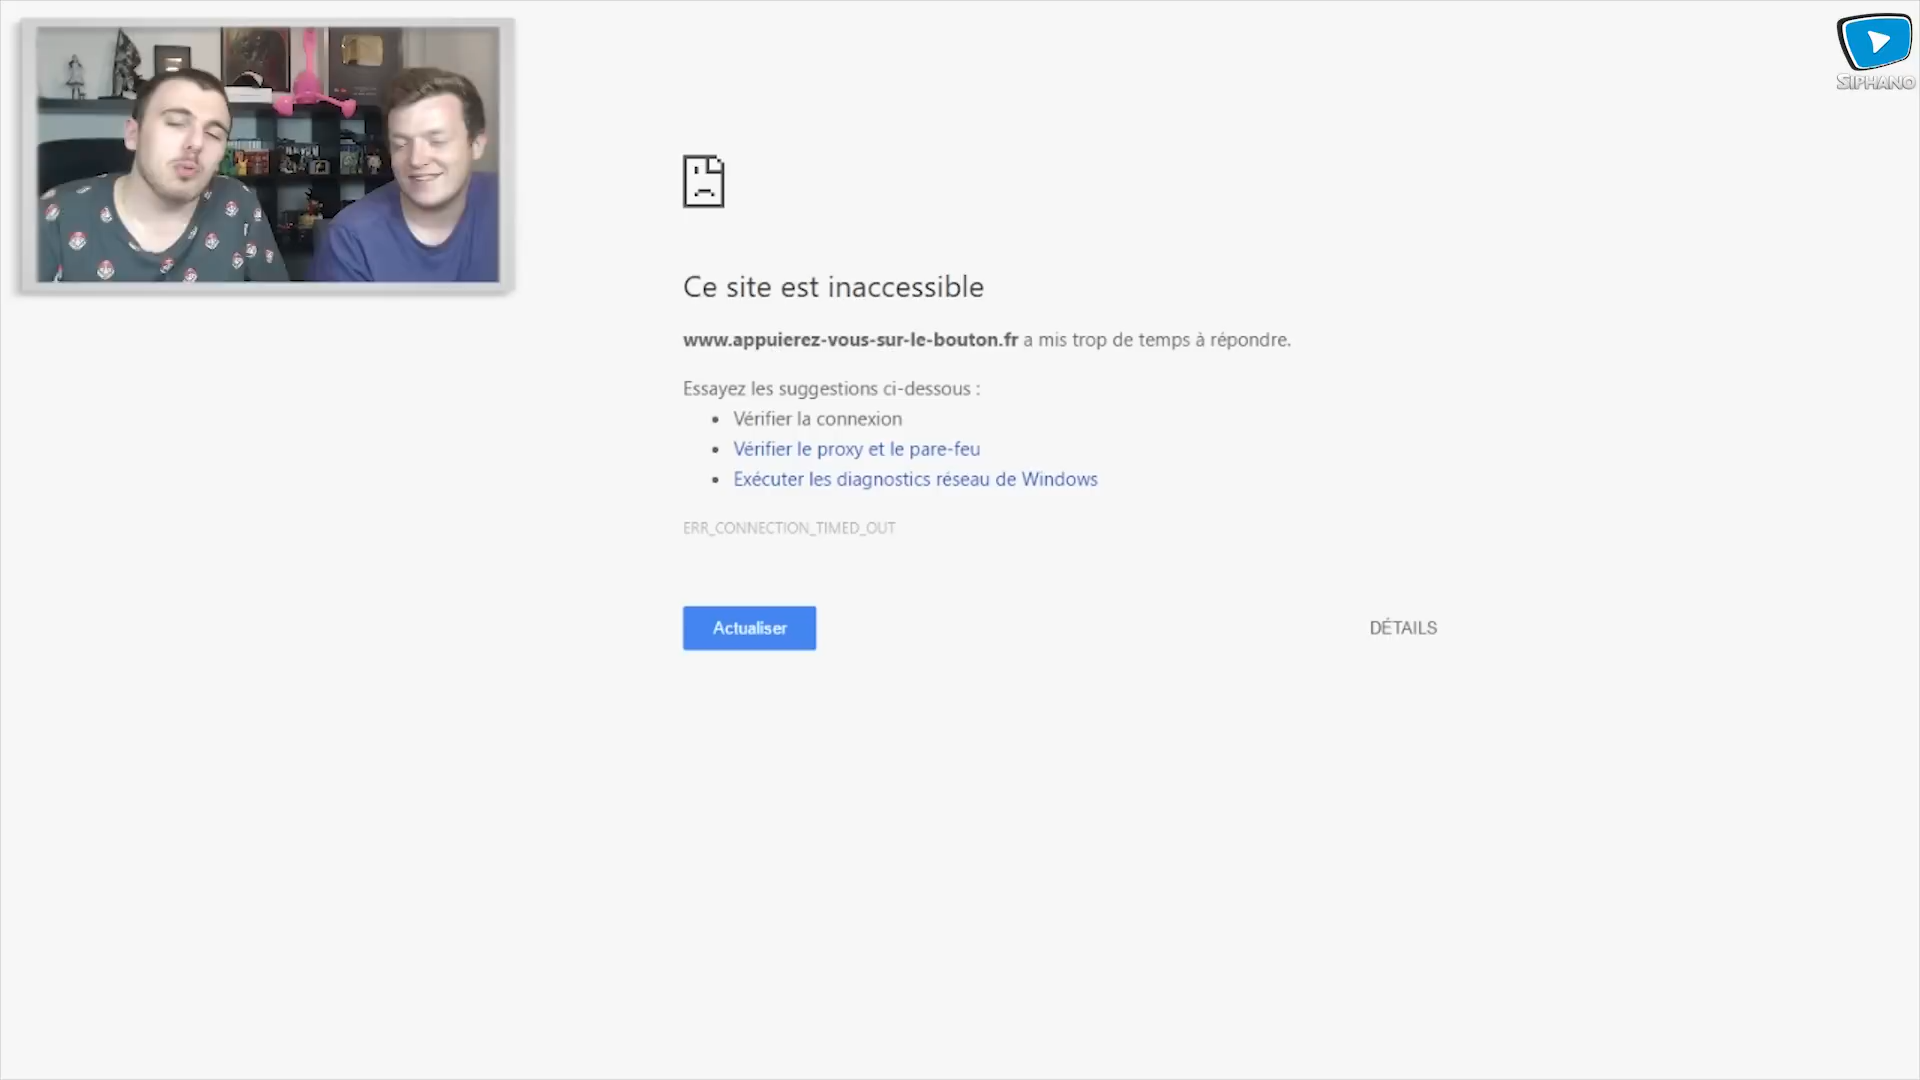 SIPHANO
Ce site est inaccessible
www.appuierez-vous-sur-le-bouton.fr a mis trop de temps à répondre.
Essayez les suggestions ci-dessous :
Vérifier la connexion
Vérifier le proxy et le pare-feu
Exécuter les diagnostics réseau de Windows
ERR_CONNECTION_TIMED_OUT
Actualiser
DÉTAILS